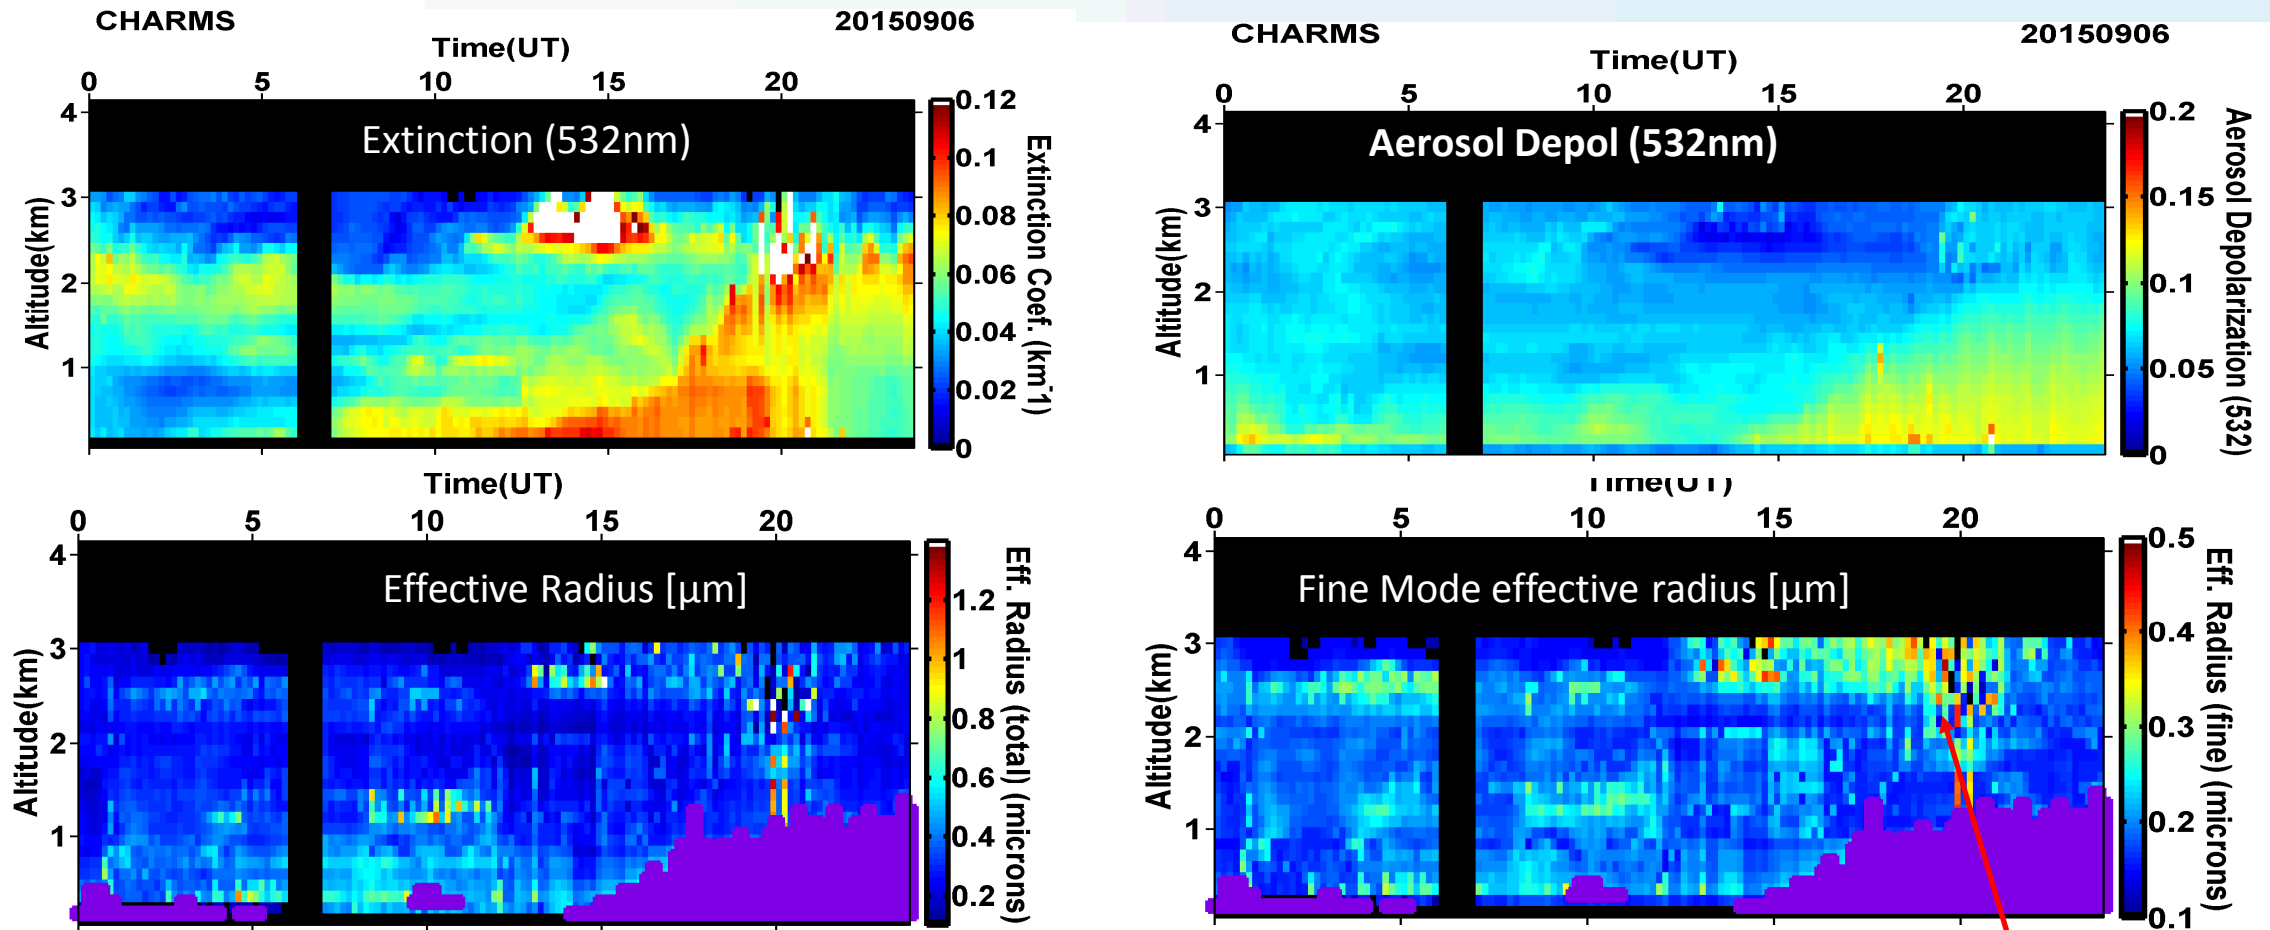 CHARMS 20150906
Time(UT)
0 5 10 15 20
4
3
2
1
Altitude(km)
Extinction (532nm)
0.12
0.1
0.08
0.06
0.04
0.02
0
Extinction Coef. (km-1)
CHARMS 20150906
Time(UT)
0 5 10 15 20
4
3
2
1
Altitude(km)
Aerosol Depol (532nm)
0.2
0.15
0.1
0.05
0
Aerosol Depolarization (532)
Time(UT)
0 5 10 15 20
4
3
2
1
Altitude(km)
Effective Radius [µm]
1.2
1
0.8
0.6
0.4
0.2
Eff. Radius (total) (microns)
Time(UT)
0 5 10 15 20
4
3
2
1
Altitude(km)
Fine Mode effective radius [µm]
0.5
0.4
0.3
0.2
0.1
Eff. Radius (fine) (microns)